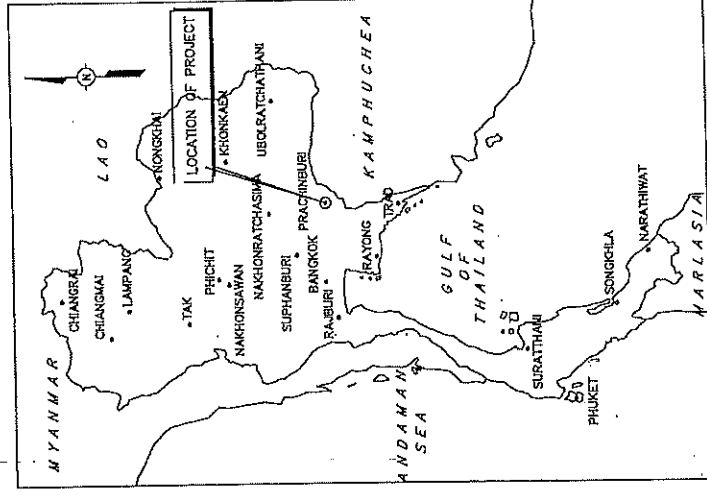 N
MYANMAR
LAO
CHIANGRAI
CHIANGMAI
LAMPANG
NONGKHAI
LOCATION OF PROJECT
TAK
PHICHIT
KHONKAEN
NAKHONSAWAN
NAKHONRATCHASIMA
UBOLRATCHATHANI
SUPHANBURI
PRACHINBURI
BANGKOK
RAJBURI
KAMPHUCHEA
RAYONG
TRAD
ANDAMAN
SEA
GULF
OF
THAILAND
SURATTHANI
PHUKET
SONGKHLA
NARATHIWAT
MARLASIA